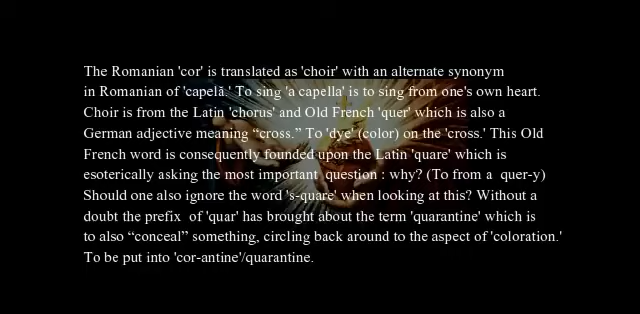 The Romanian 'cor' is translated as 'choir' with an alternate synonym
in Romanian of 'capelă.' To sing 'a capella' is to sing from one's own heart.
Choir is from the Latin 'chorus' and Old French 'quer' which is also a
German adjective meaning “cross.” To 'dye' (color) on the 'cross.' This Old
French word is consequently founded upon the Latin 'quare' which is
esoterically asking the most important question : why? (To from a quer-y)
Should one also ignore the word 's-quare' when looking at this? Without a
doubt the prefix of 'quar' has brought about the term 'quarantine' which is
to also “conceal” something, circling back around to the aspect of 'coloration.'
To be put into 'cor-antine'/quarantine.